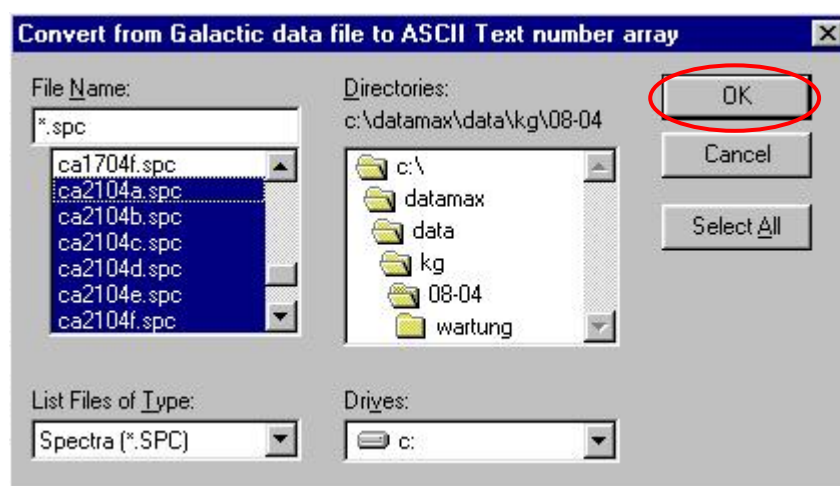 Convert from Galactic data file to ASCII Text number array
File Name:
*.spc
ca1704f.spc
ca2104a.spc
ca2104b.spc
ca2104c.spc
ca2104d.spc
ca2104e.spc
ca2104f.spc
List Files of Type:
Spectra (*.SPC)
Directories:
c:\datamax\data\kg\08-04
c:\
datamax
data
kg
08-04
wartung
Drives:
c:
OK
Cancel
Select All